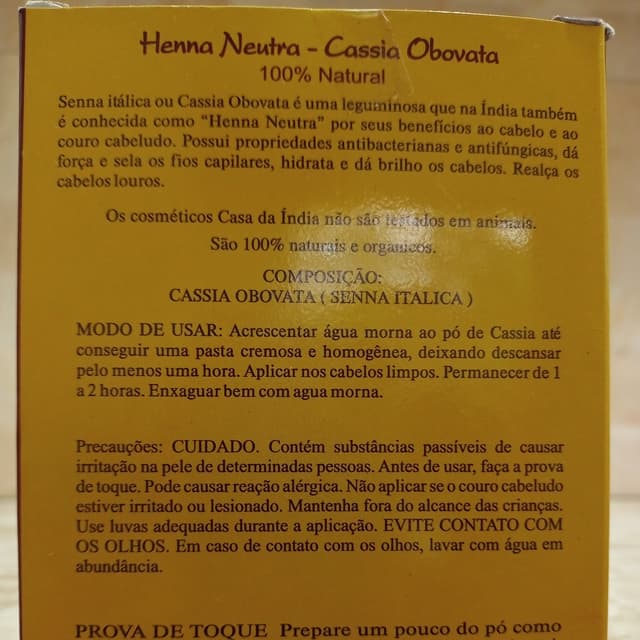 Henna Neutra - Cassia Obovata
100% Natural
Senna itálica ou Cassia Obovata é uma leguminosa que na Índia também
é conhecida como "Henna Neutra" por seus benefícios ao cabelo e ao
couro cabeludo. Possui propriedades antibacterianas e antifúngicas, dá
força e sela os fios capilares, hidrata e dá brilho os cabelos. Realça os
cabelos louros.
Os cosméticos Casa da Índia não são testados em animais.
São 100% naturais e organicos.
COMPOSIÇÃO:
CASSIA OBOVATA ( SENNA ITALICA )
MODO DE USAR: Acrescentar água morna ao pó de Cassia até
conseguir uma pasta cremosa e homogênea, deixando descansar
pelo menos uma hora. Aplicar nos cabelos limpos. Permanecer de 1
a 2 horas. Enxaguar bem com agua morna.
Precauções: CUIDADO. Contém substâncias passíveis de causar
irritação na pele de determinadas pessoas. Antes de usar, faça a prova
de toque. Pode causar reação alérgica. Não aplicar se o couro cabeludo
estiver irritado ou lesionado. Mantenha fora do alcance das crianças.
Use luvas adequadas durante a aplicação. EVITE CONTATO COM
OS OLHOS. Em caso de contato com os olhos, lavar com água em
abundância.
PROVA DE TOQUE Prepare um pouco do pó como